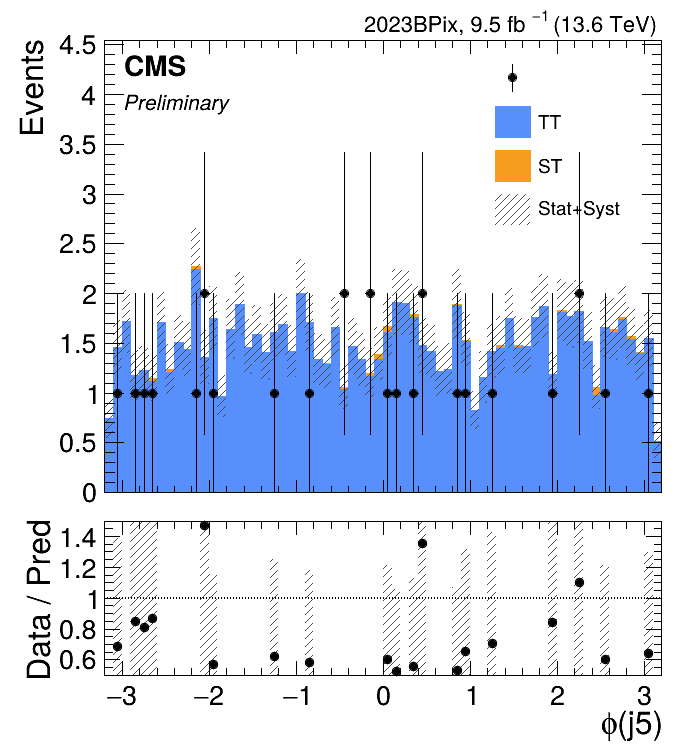 2023BPix, 9.5 fb⁻¹ (13.6 TeV)
Events
CMS
Preliminary
TT
ST
Stat+Syst
4.5
4
3.5
3
2.5
2
1.5
1
0.5
0
Data / Pred
1.4
1.2
1
0.8
0.6
−3 −2 −1 0 1 2 3
ϕ(j5)